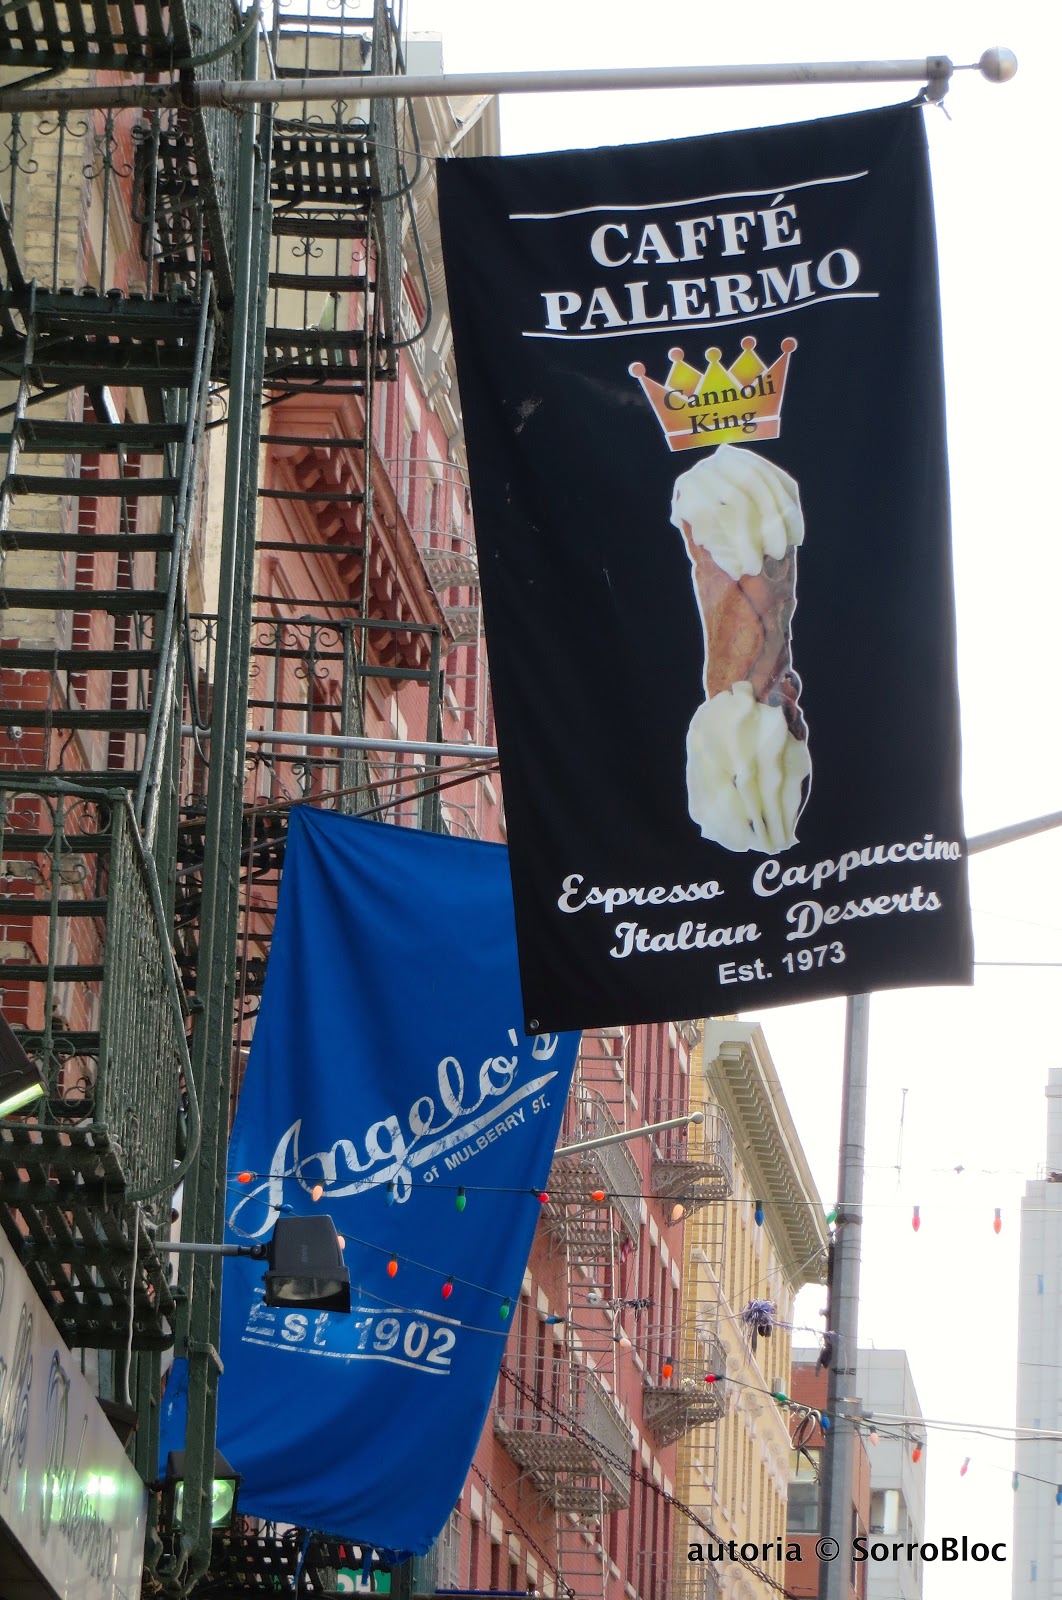 CAFFÉ
PALERMO
Cannoli
King
Espresso Cappuccino
Italian Desserts
Est. 1973
Angelo's
of MULBERRY ST.
Est 1902
autoria © SorroBloc